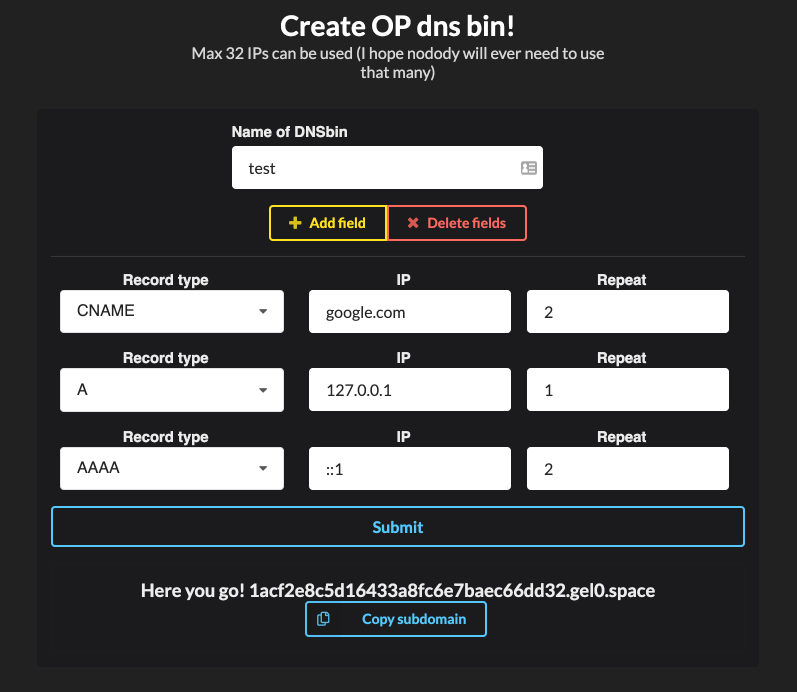 Create OP dns bin!
Max 32 IPs can be used (I hope nodody will ever need to use
that many)
Name of DNSbin
test
Add field Delete fields
Record type IP Repeat
CNAME google.com 2
Record type IP Repeat
A 127.0.0.1 1
Record type IP Repeat
AAAA ::1 2
Submit
Here you go! 1acf2e8c5d16433a8fc6e7baec66dd32.gel0.space
Copy subdomain